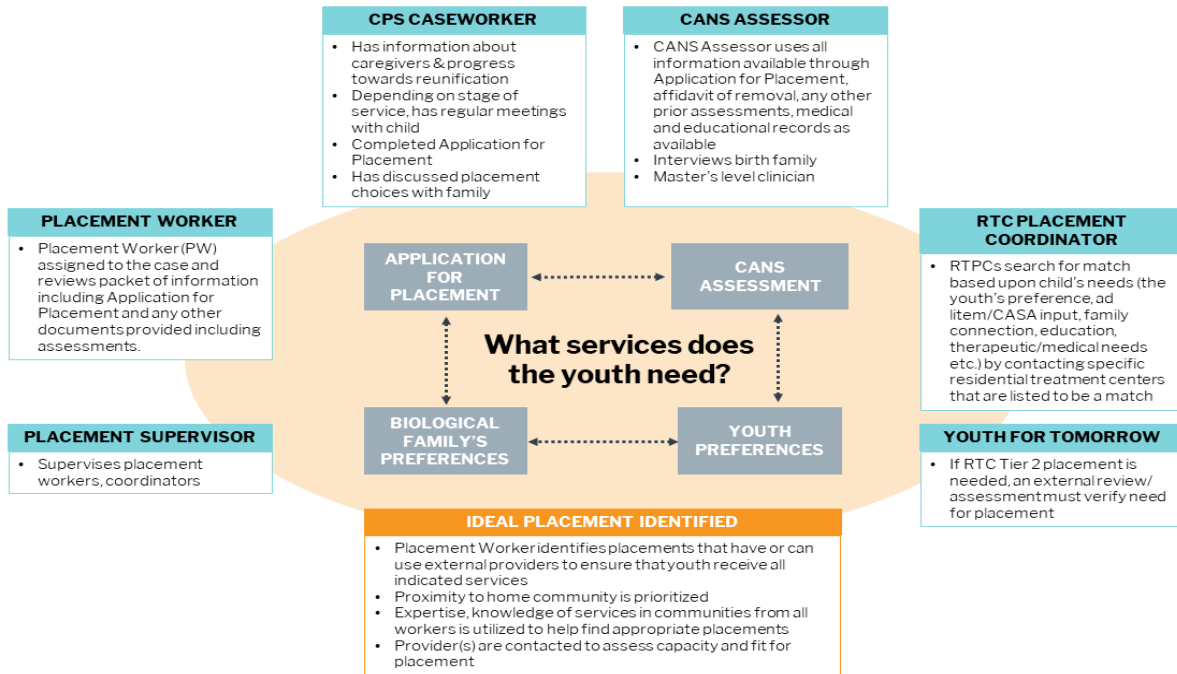 CPS CASEWORKER
• Has information about
caregivers & progress
towards reunification
• Depending on stage of
service, has regular meetings
with child
• Completed Application for
Placement
• Has discussed placement
choices with family
CANS ASSESSOR
• CANS Assessor uses all
information available through
Application for Placement,
affidavit of removal, any other
prior assessments, medical
and educational records as
available
• Interviews birth family
• Master's level clinician
PLACEMENT WORKER
• Placement Worker (PW)
assigned to the case and
reviews packet of information
including Application for
Placement and any other
documents provided including
assessments.
RTC PLACEMENT
COORDINATOR
• RTPCs search for match
based upon child's needs (the
youth's preference, ad
litem/CASA input, family
connection, education,
therapeutic/medical needs
etc.) by contacting specific
residential treatment centers
that are listed to be a match
APPLICATION
FOR
PLACEMENT
CANS
ASSESSMENT
What services does
the youth need?
BIOLOGICAL
FAMILY'S
PREFERENCES
YOUTH
PREFERENCES
PLACEMENT SUPERVISOR
• Supervises placement
workers, coordinators
YOUTH FOR TOMORROW
• If RTC Tier 2 placement is
needed, an external review/
assessment must verify need
for placement
IDEAL PLACEMENT IDENTIFIED
• Placement Worker identifies placements that have or can
use external providers to ensure that youth receive all
indicated services
• Proximity to home community is prioritized
• Expertise, knowledge of services in communities from all
workers is utilized to help find appropriate placements
• Provider(s) are contacted to assess capacity and fit for
placement